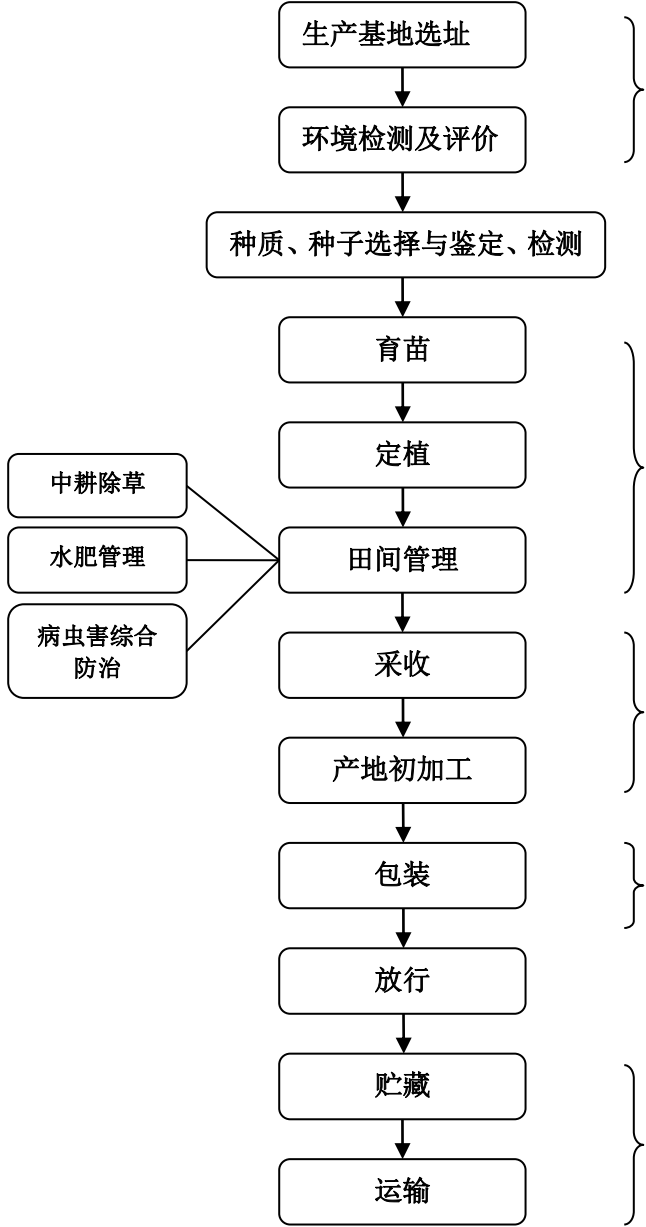 生产基地选址
环境检测及评价
种质、种子选择与鉴定、检测
育苗
定植
中耕除草
水肥管理
田间管理
病虫害综合
防治
采收
产地初加工
包装
放行
贮藏
运输